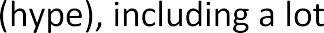 (hype), including a lot